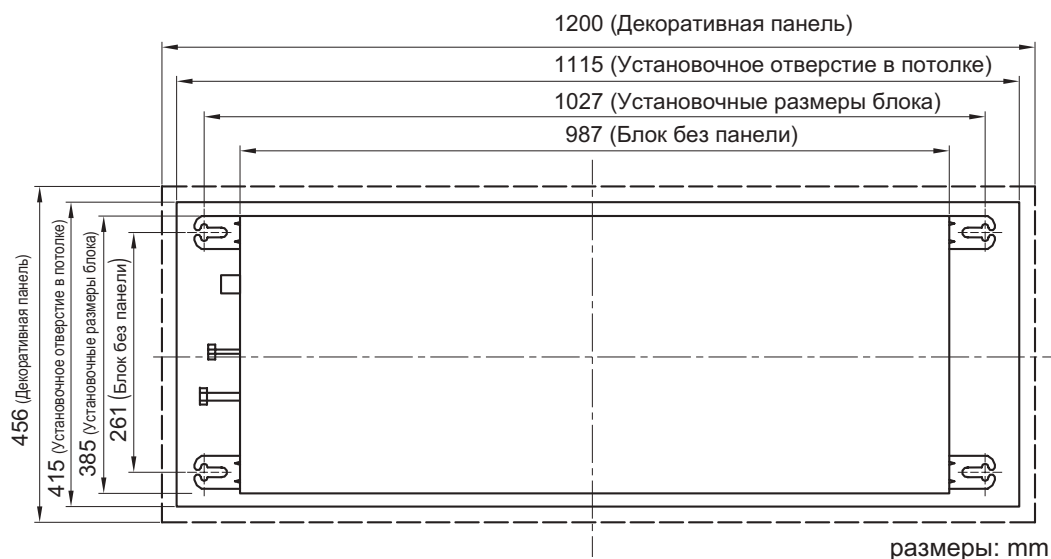 1200 (Декоративная панель)
1115 (Установочное отверстие в потолке)
1027 (Установочные размеры блока)
987 (Блок без панели)
456 (Декоративная панель)
415 (Установочное отверстие в потолке)
385 (Установочные размеры блока)
261 (Блок без панели)
размеры: mm